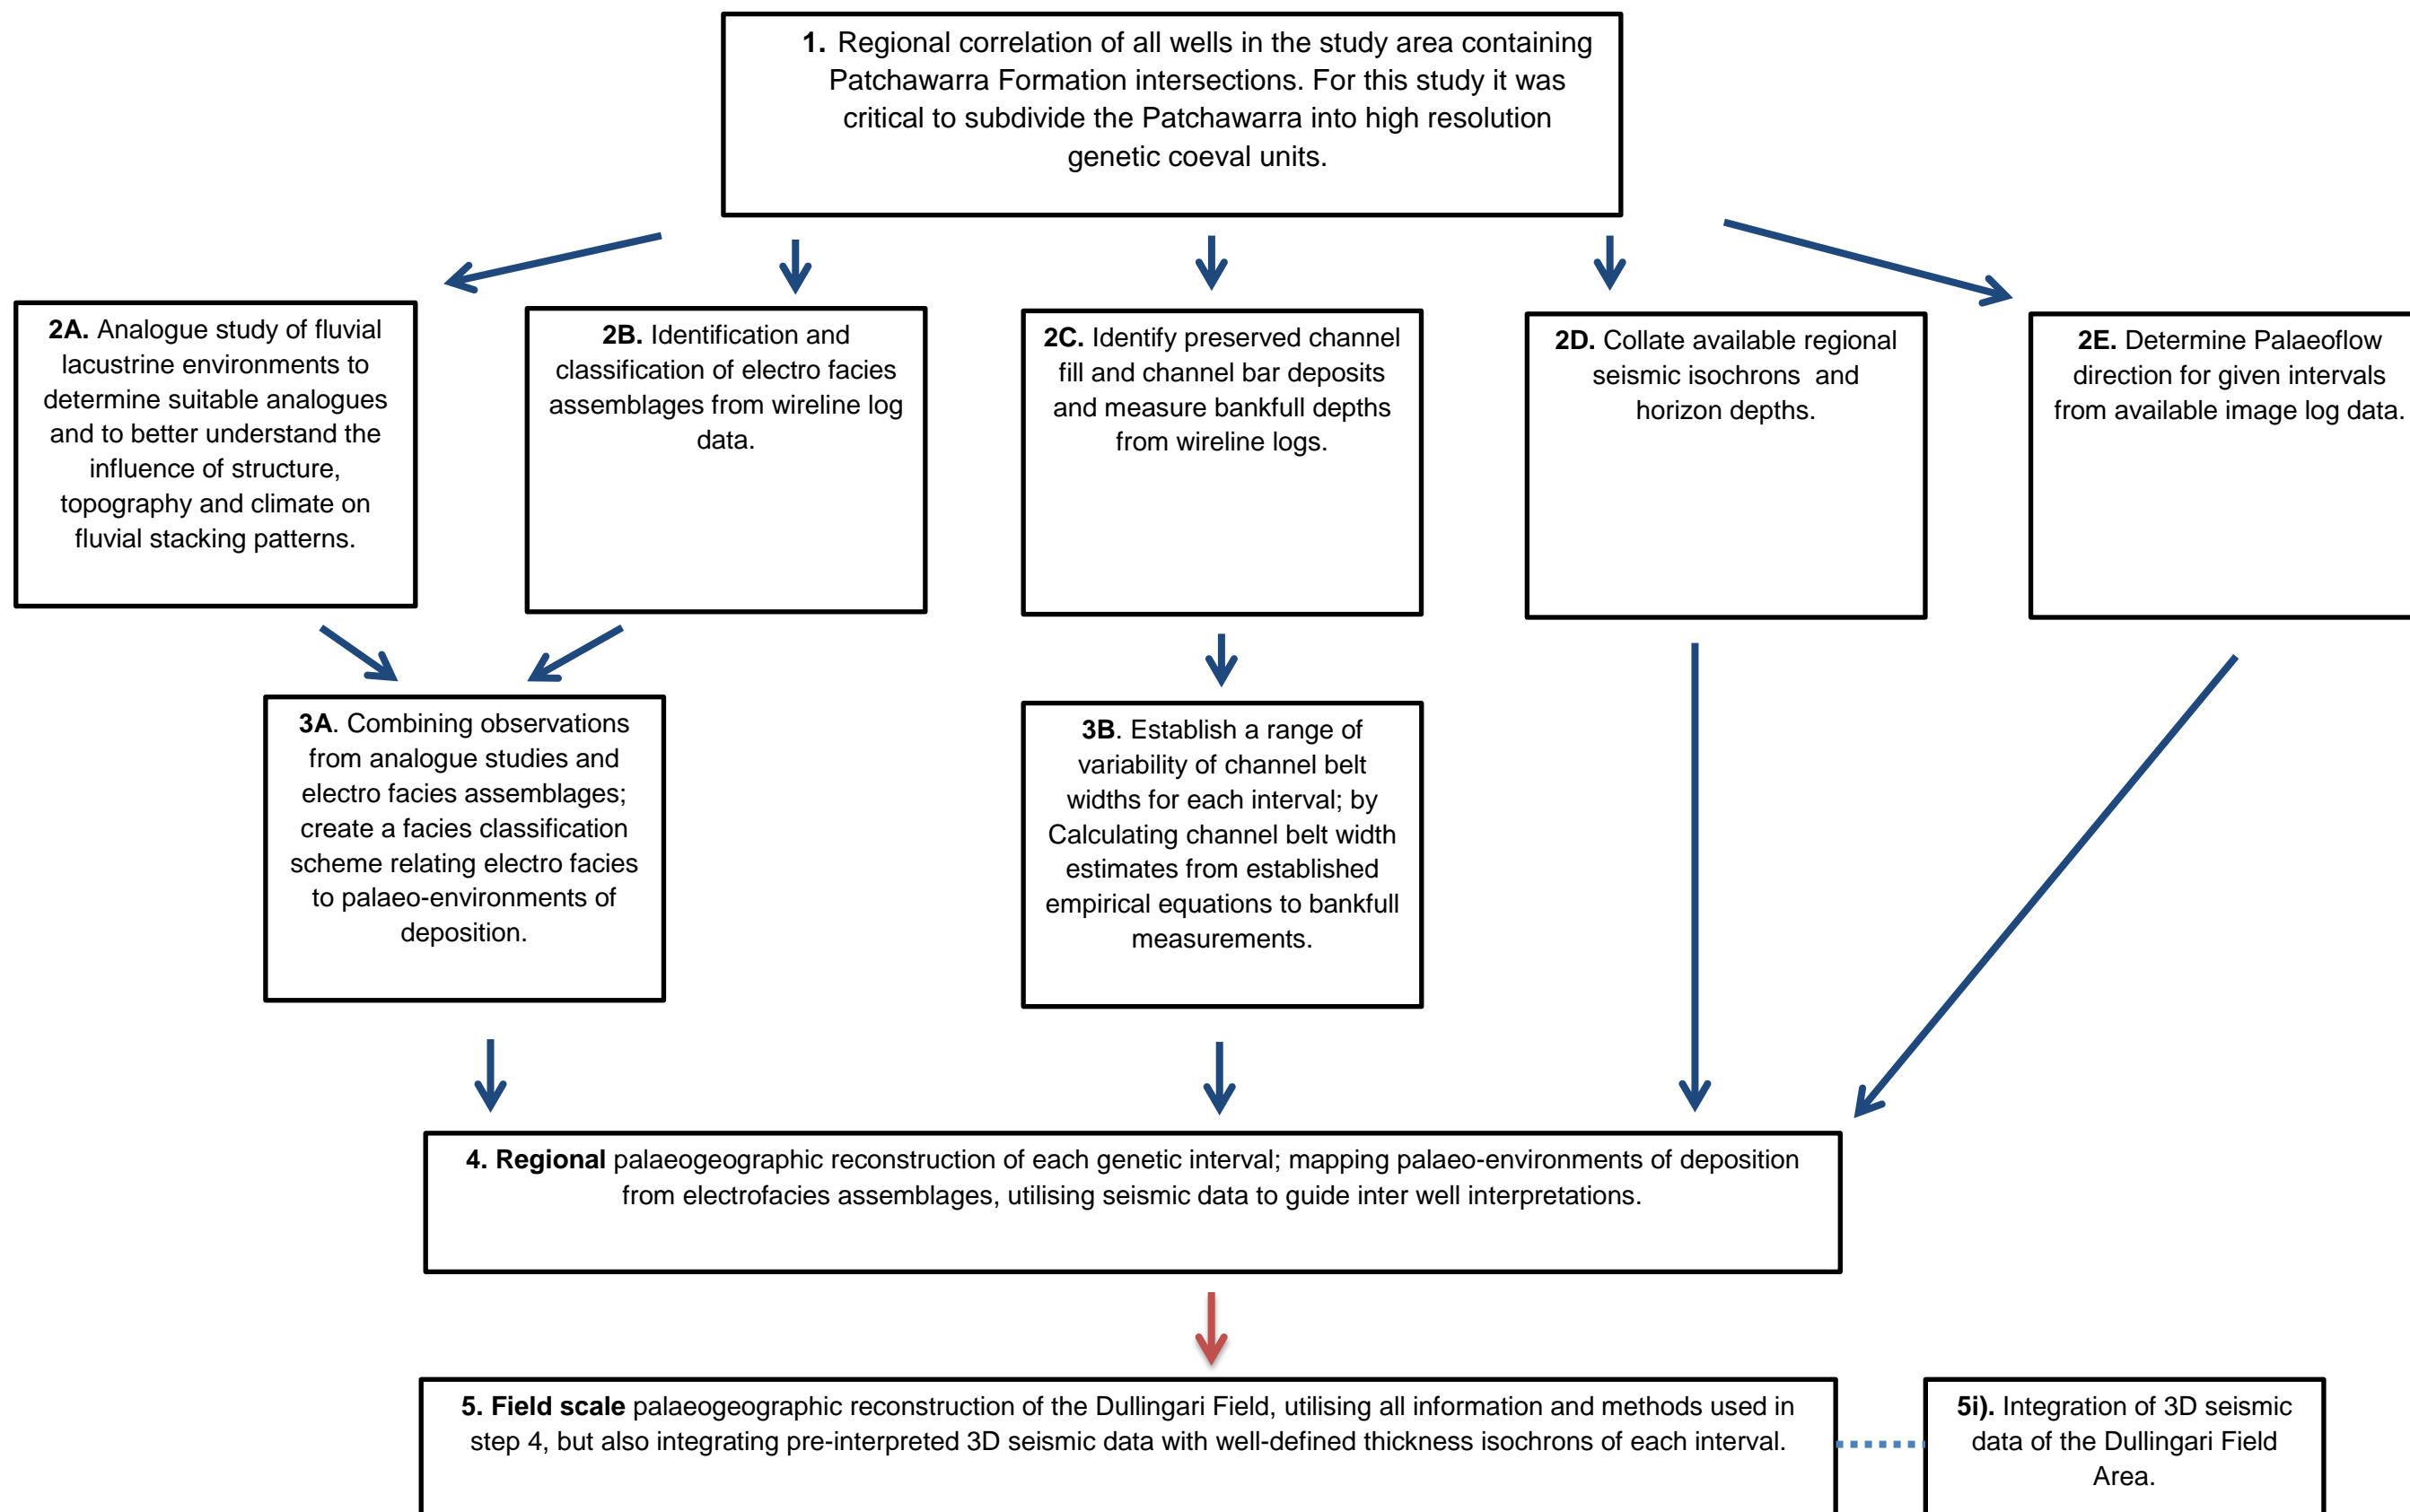 1. Regional correlation of all wells in the study area containing
Patchawarra Formation intersections. For this study it was
critical to subdivide the Patchawarra into high resolution
genetic coeval units.
2A. Analogue study of fluvial
lacustrine environments to
determine suitable analogues
and to better understand the
influence of structure,
topography and climate on
fluvial stacking patterns.
2B. Identification and
classification of electro facies
assemblages from wireline log
data.
2C. Identify preserved channel
fill and channel bar deposits
and measure bankfull depths
from wireline logs.
2D. Collate available regional
seismic isochrons and
horizon depths.
2E. Determine Palaeoflow
direction for given intervals
from available image log data.
3A. Combining observations
from analogue studies and
electro facies assemblages;
create a facies classification
scheme relating electro facies
to palaeo-environments of
deposition.
3B. Establish a range of
variability of channel belt
widths for each interval; by
Calculating channel belt width
estimates from established
empirical equations to bankfull
measurements.
4. Regional palaeogeographic reconstruction of each genetic interval; mapping palaeo-environments of deposition
from electrofacies assemblages, utilising seismic data to guide inter well interpretations.
5. Field scale palaeogeographic reconstruction of the Dullingari Field, utilising all information and methods used in
step 4, but also integrating pre-interpreted 3D seismic data with well-defined thickness isochrons of each interval.
5i). Integration of 3D seismic
data of the Dullingari Field
Area.